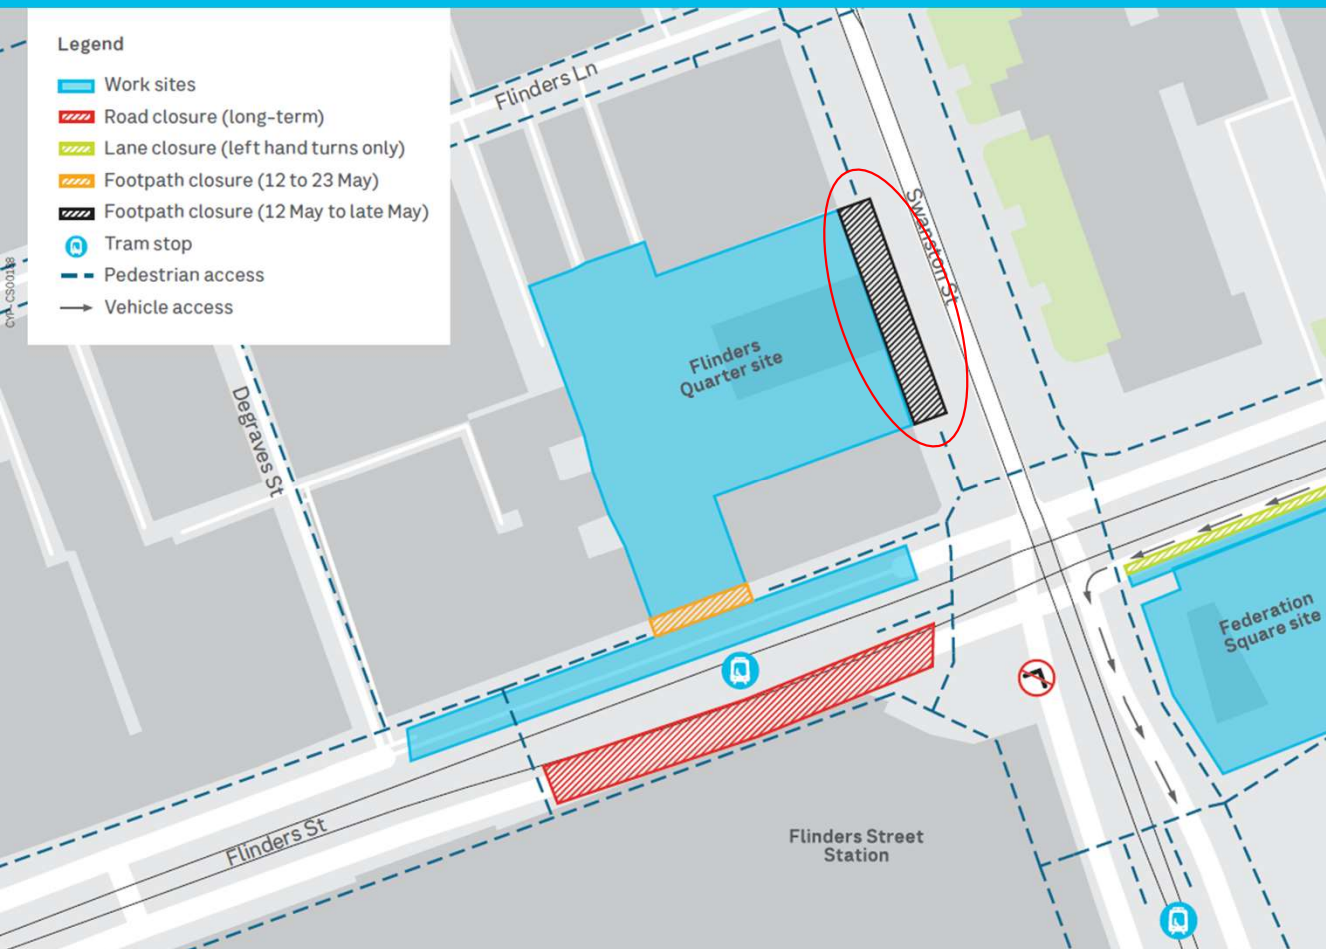 Legend
Work sites
Road closure (long-term)
Lane closure (left hand turns only)
Footpath closure (12 to 23 May)
Footpath closure (12 May to late May)
Tram stop
Pedestrian access
Vehicle access
Flinders Ln
Swanston St
Flinders
Quarter site
Degraves St
Federation
Square site
Flinders St
Flinders Street
Station